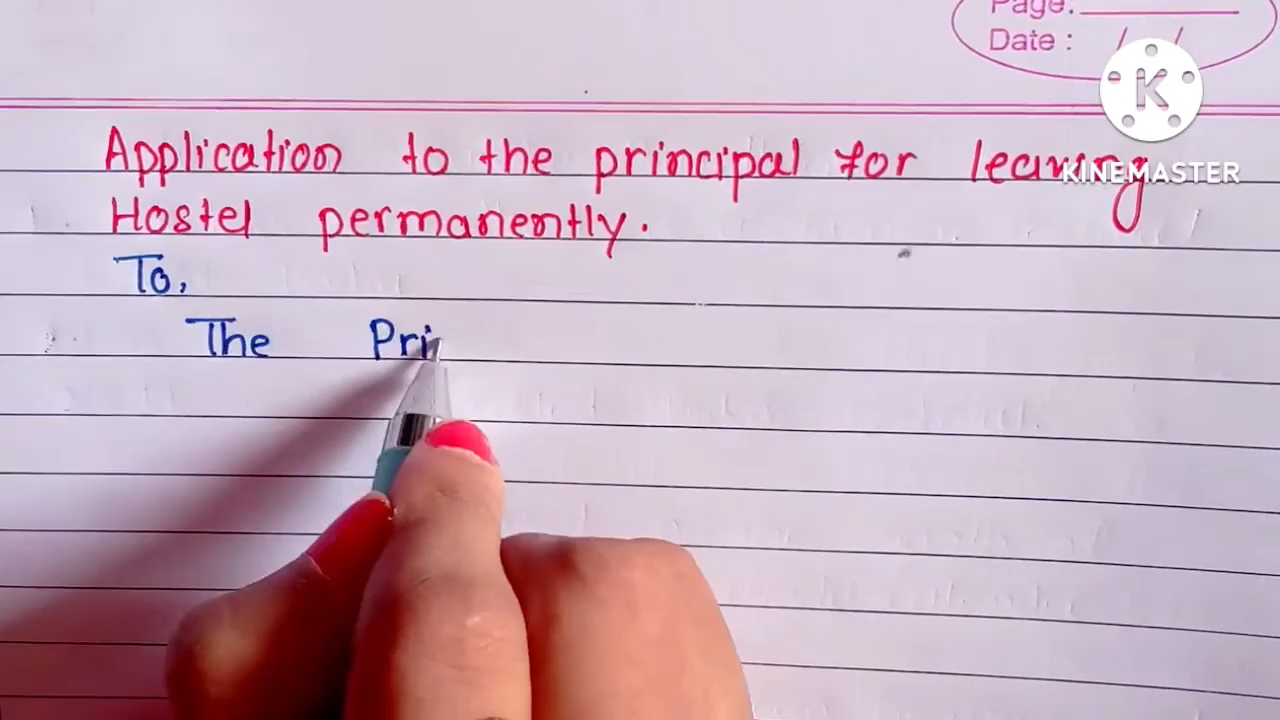 Page:
Date : / /
K
KINEMASTER
Application to the principal for leaving
Hostel permanently.
To,
The Pri